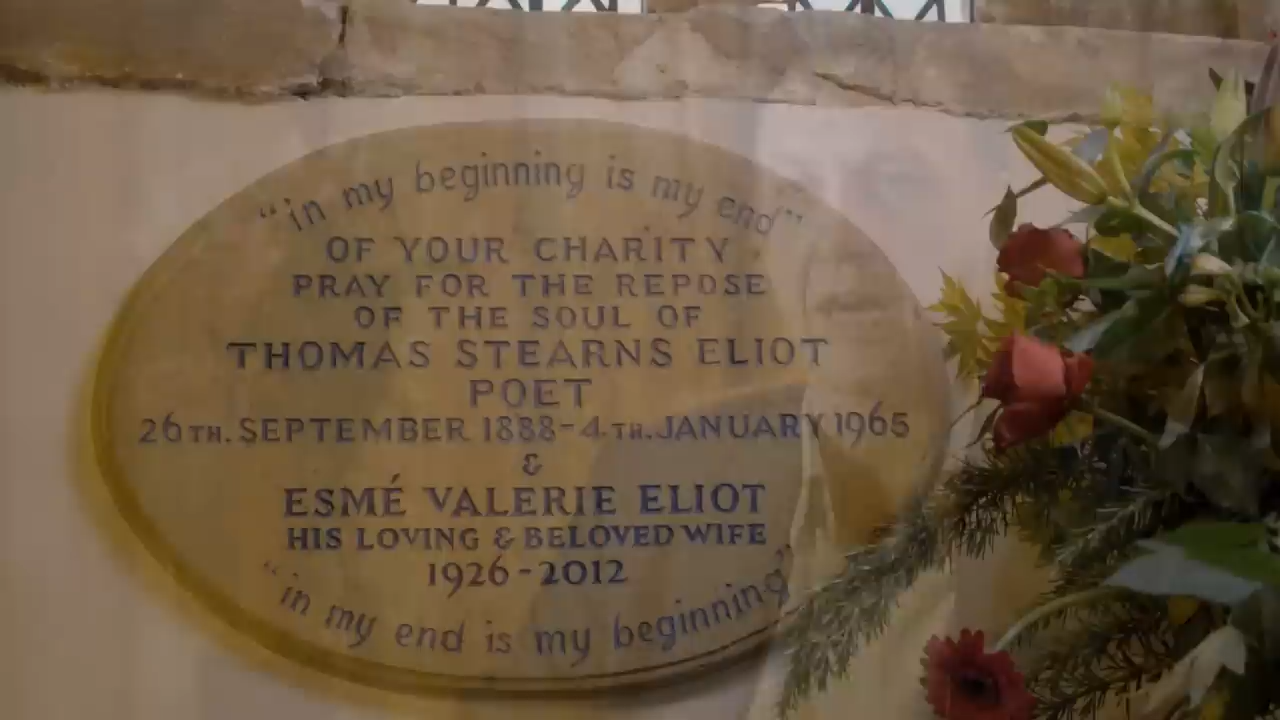 “in my beginning is my end”
OF YOUR CHARITY
PRAY FOR THE REPOSE
OF THE SOUL OF
THOMAS STEARNS ELIOT
POET
26TH. SEPTEMBER 1888 - 4.TH. JANUARY 1965
&
ESMÉ VALERIE ELIOT
HIS LOVING & BELOVED WIFE
1926 - 2012
“in my end is my beginning”